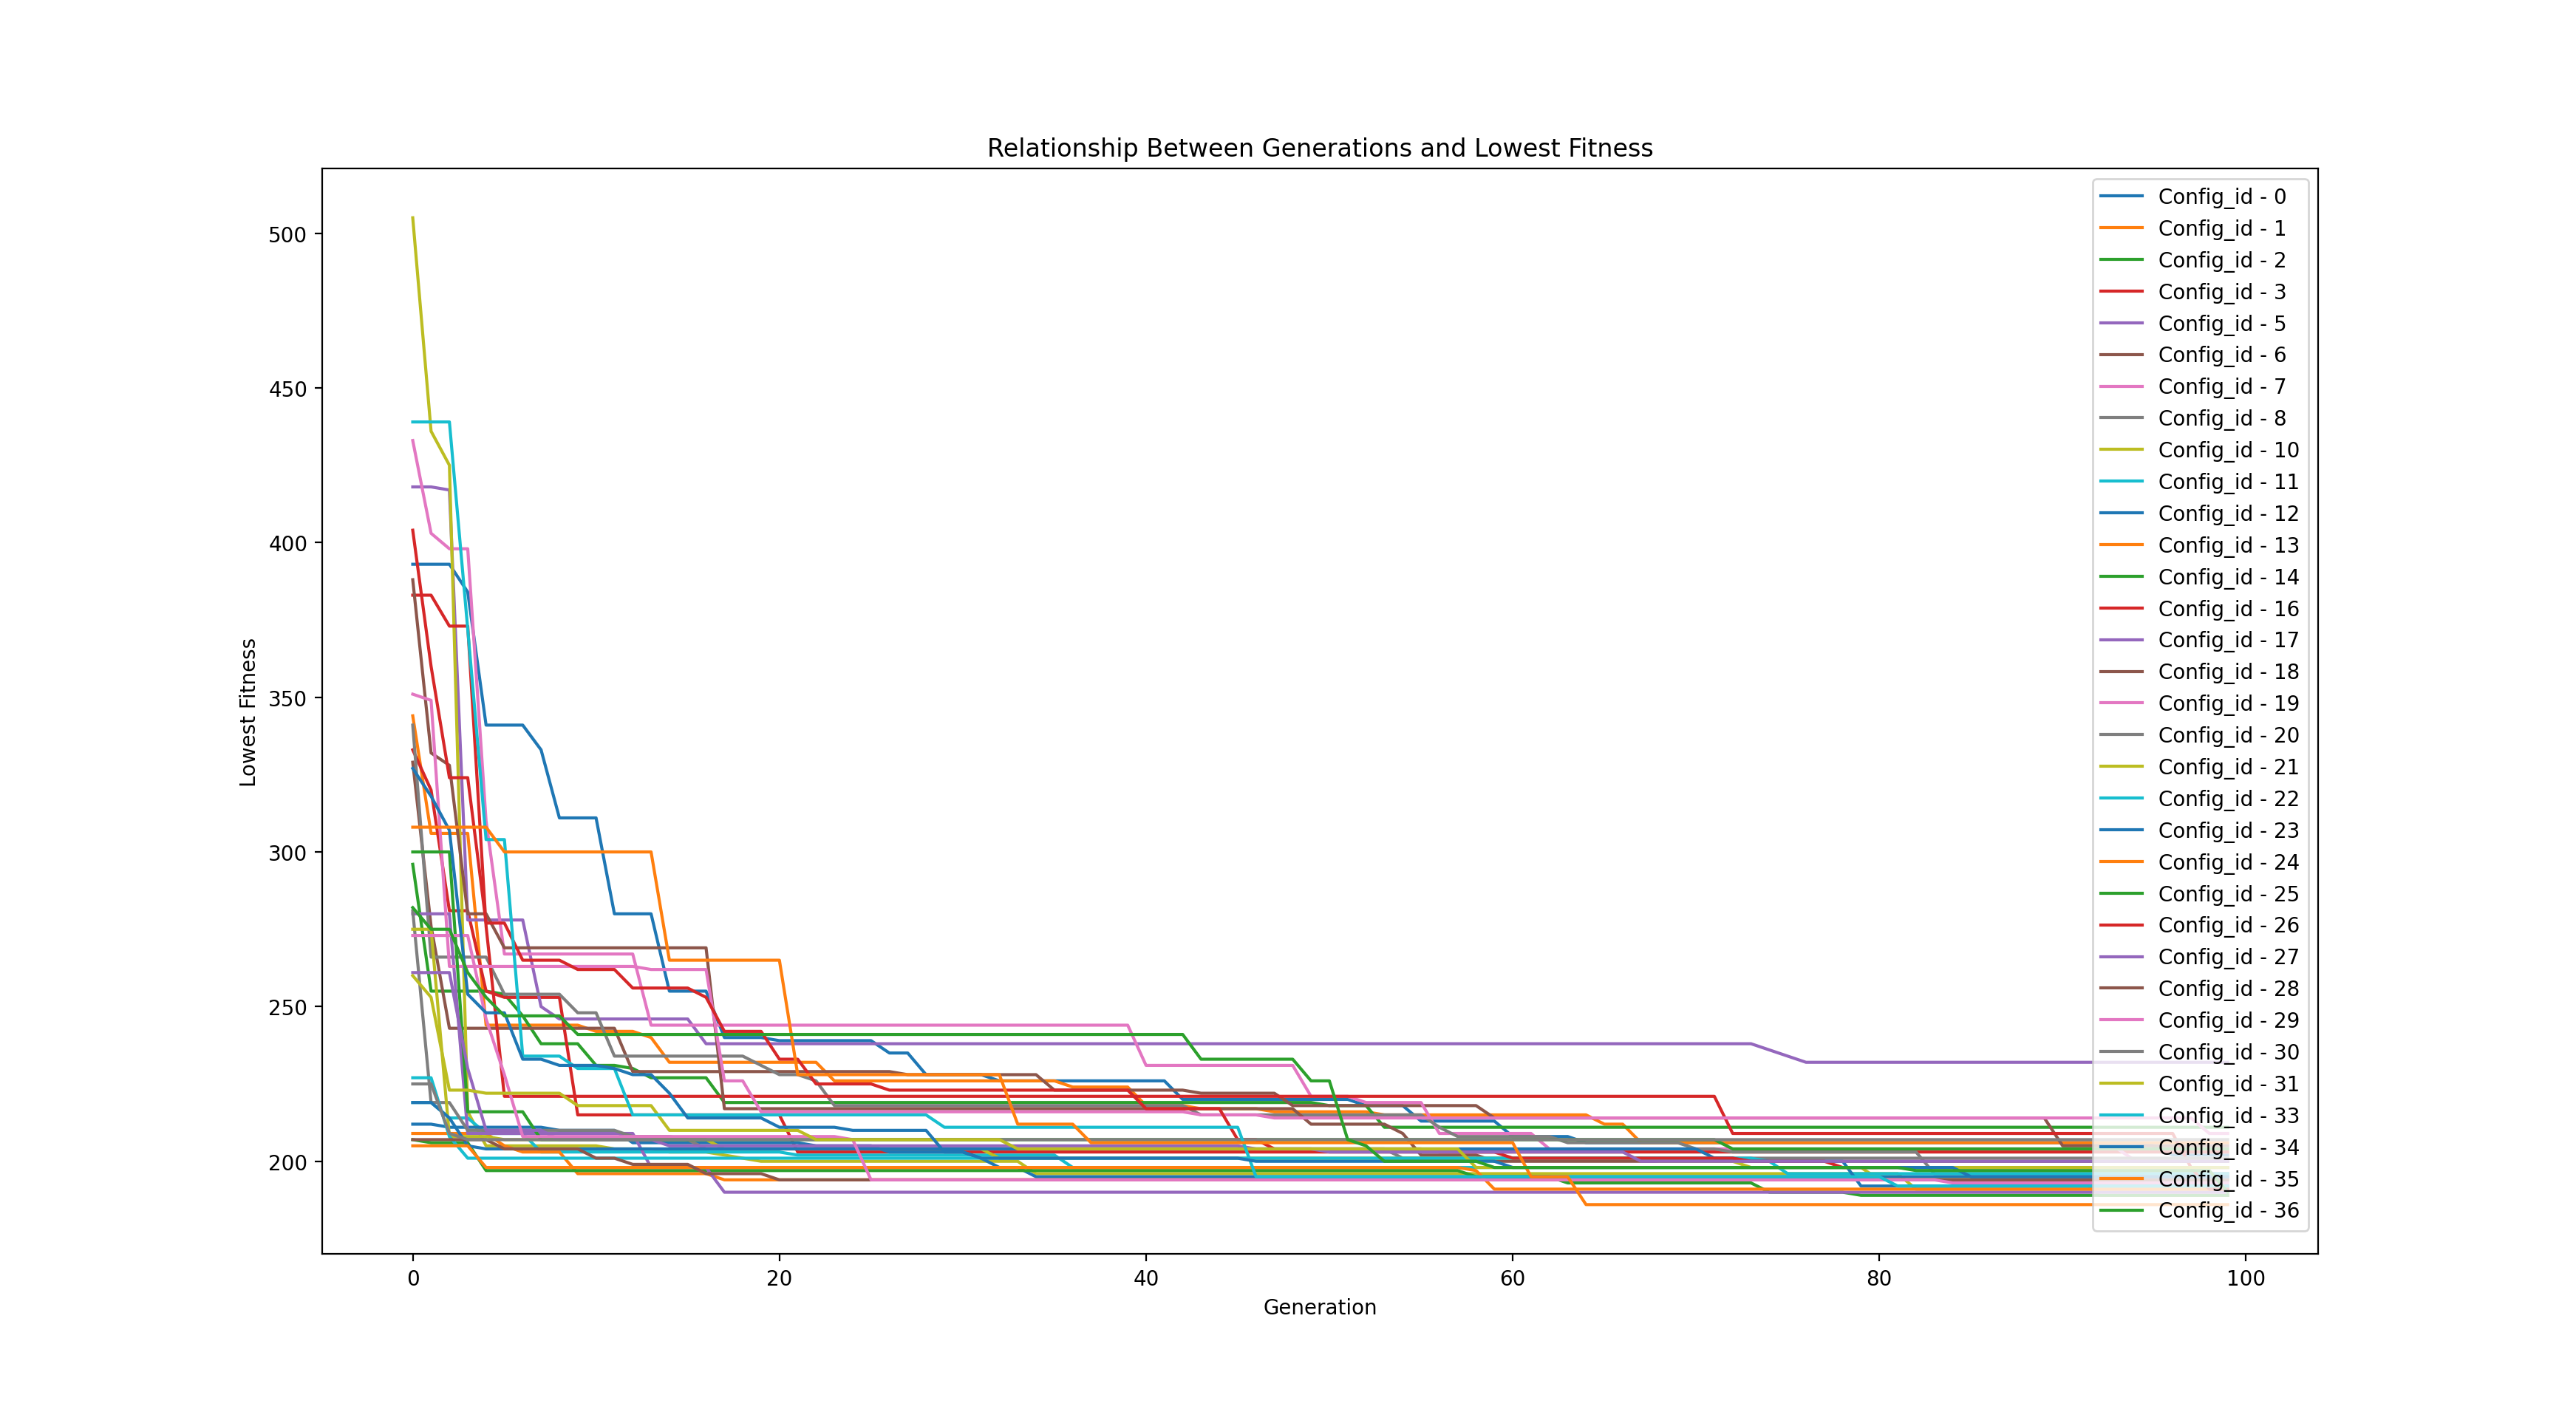 Relationship Between Generations and Lowest Fitness
500
450
400
350
300
250
200
Lowest Fitness
0
20
40
60
80
100
Generation
Config_id - 0
Config_id - 1
Config_id - 2
Config_id - 3
Config_id - 5
Config_id - 6
Config_id - 7
Config_id - 8
Config_id - 10
Config_id - 11
Config_id - 12
Config_id - 13
Config_id - 14
Config_id - 16
Config_id - 17
Config_id - 18
Config_id - 19
Config_id - 20
Config_id - 21
Config_id - 22
Config_id - 23
Config_id - 24
Config_id - 25
Config_id - 26
Config_id - 27
Config_id - 28
Config_id - 29
Config_id - 30
Config_id - 31
Config_id - 33
Config_id - 34
Config_id - 35
Config_id - 36